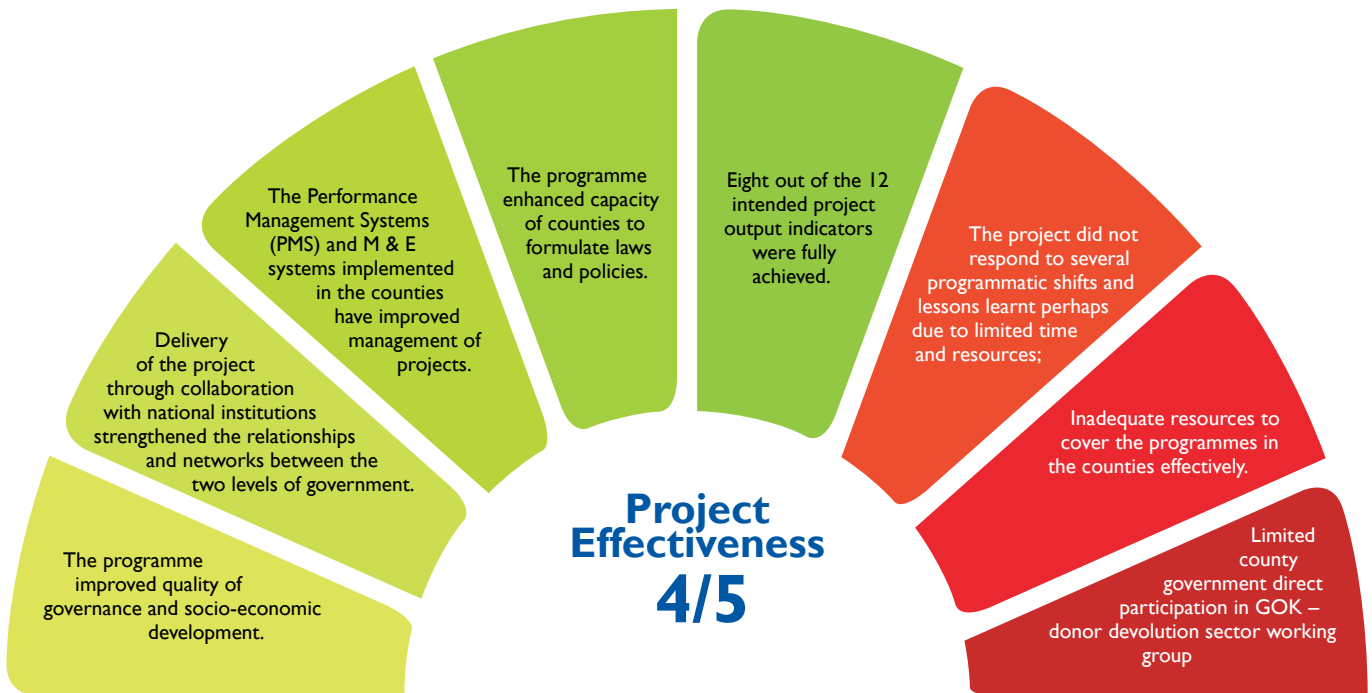 The programme
improved quality of
governance and socio-economic
development.
Delivery
of the project
through collaboration
with national institutions
strengthened the relationships
and networks between the
two levels of government.
The Performance
Management Systems
(PMS) and M & E
systems implemented
in the counties
have improved
management of
projects.
The programme
enhanced capacity
of counties to
formulate laws
and policies.
Eight out of the 12
intended project
output indicators
were fully
achieved.
The project did not
respond to several
programmatic shifts and
lessons learnt perhaps
due to limited time
and resources;
Inadequate resources to
cover the programmes in
the counties effectively.
Limited
county
government direct
participation in GOK –
donor devolution sector working
group
Project
Effectiveness
4/5